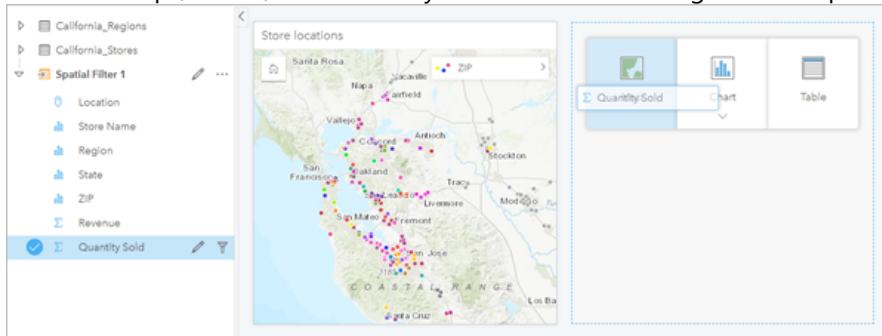 California_Regions
California_Stores
Spatial Filter 1
Location
Store Name
Region
State
ZIP
Revenue
Quantity Sold
Store locations
ZIP
Santa Rosa
Vacaville
Napa
Fairfield
Vallejo
Concord
Antioch
Stockton
San Francisco
Oakland
Tracy
San Leandro
Livermore
Modesto
San Mateo
Fremont
San Jose
COASTAL RANGE
Los Ba
Santa Cruz
Quantity Sold
Chart
Table